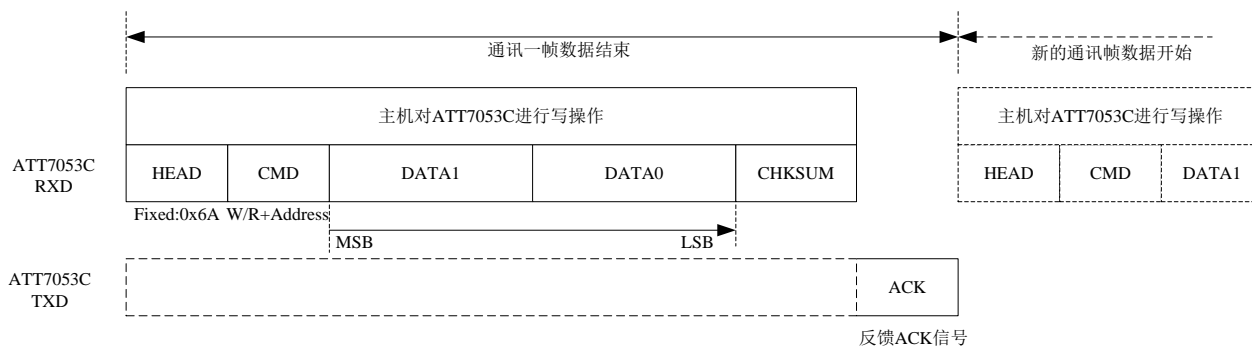 通讯一帧数据结束
新的通讯帧数据开始
主机对ATT7053C进行写操作
主机对ATT7053C进行写操作
ATT7053C
RXD
HEAD
CMD
DATA1
DATA0
CHKSUM
HEAD
CMD
DATA1
Fixed:0x6A
W/R+Address
MSB
LSB
ATT7053C
TXD
ACK
反馈ACK信号